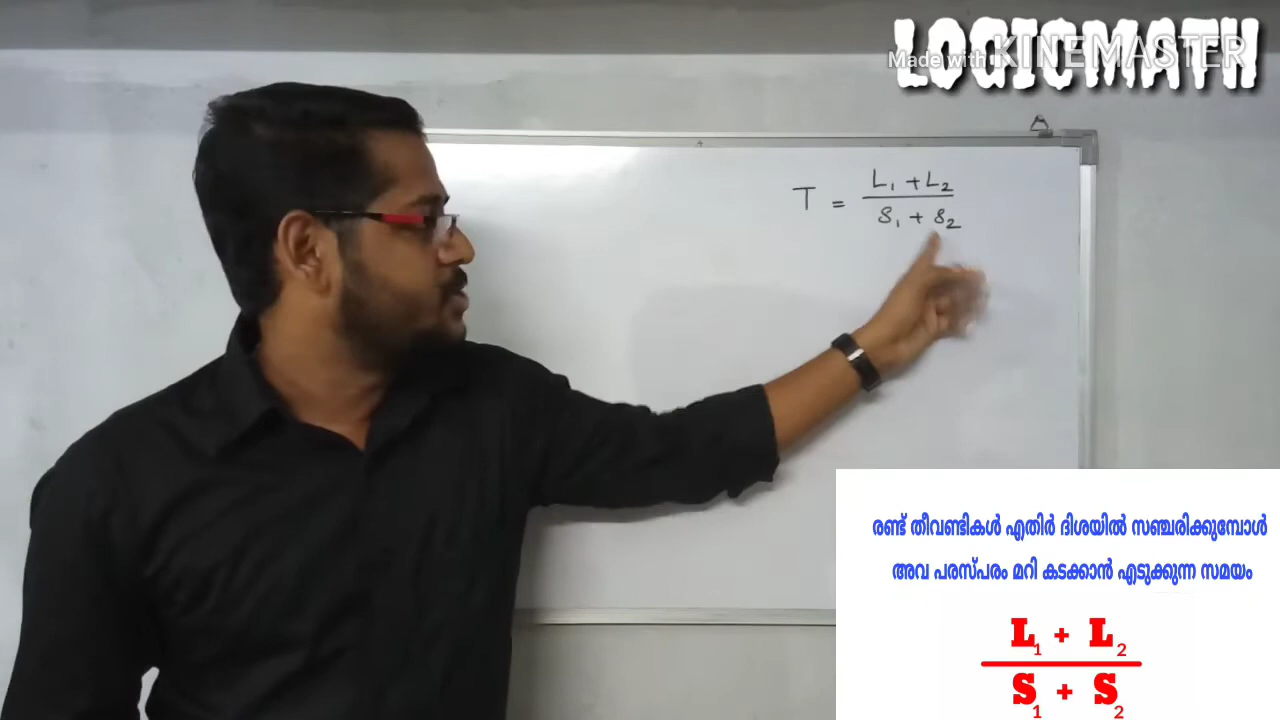 LOGICMATH
Made with KINEMASTER
A
T = L₁ + L₂
S₁ + S₂
രണ്ട് തീവണ്ടികൾ എതിർ ദിശയിൽ സഞ്ചരിക്കുമ്പോൾ
അവ പരസ്പരം മറി കടക്കാൻ എടുക്കുന്ന സമയം
L₁ + L₂
S₁ + S₂